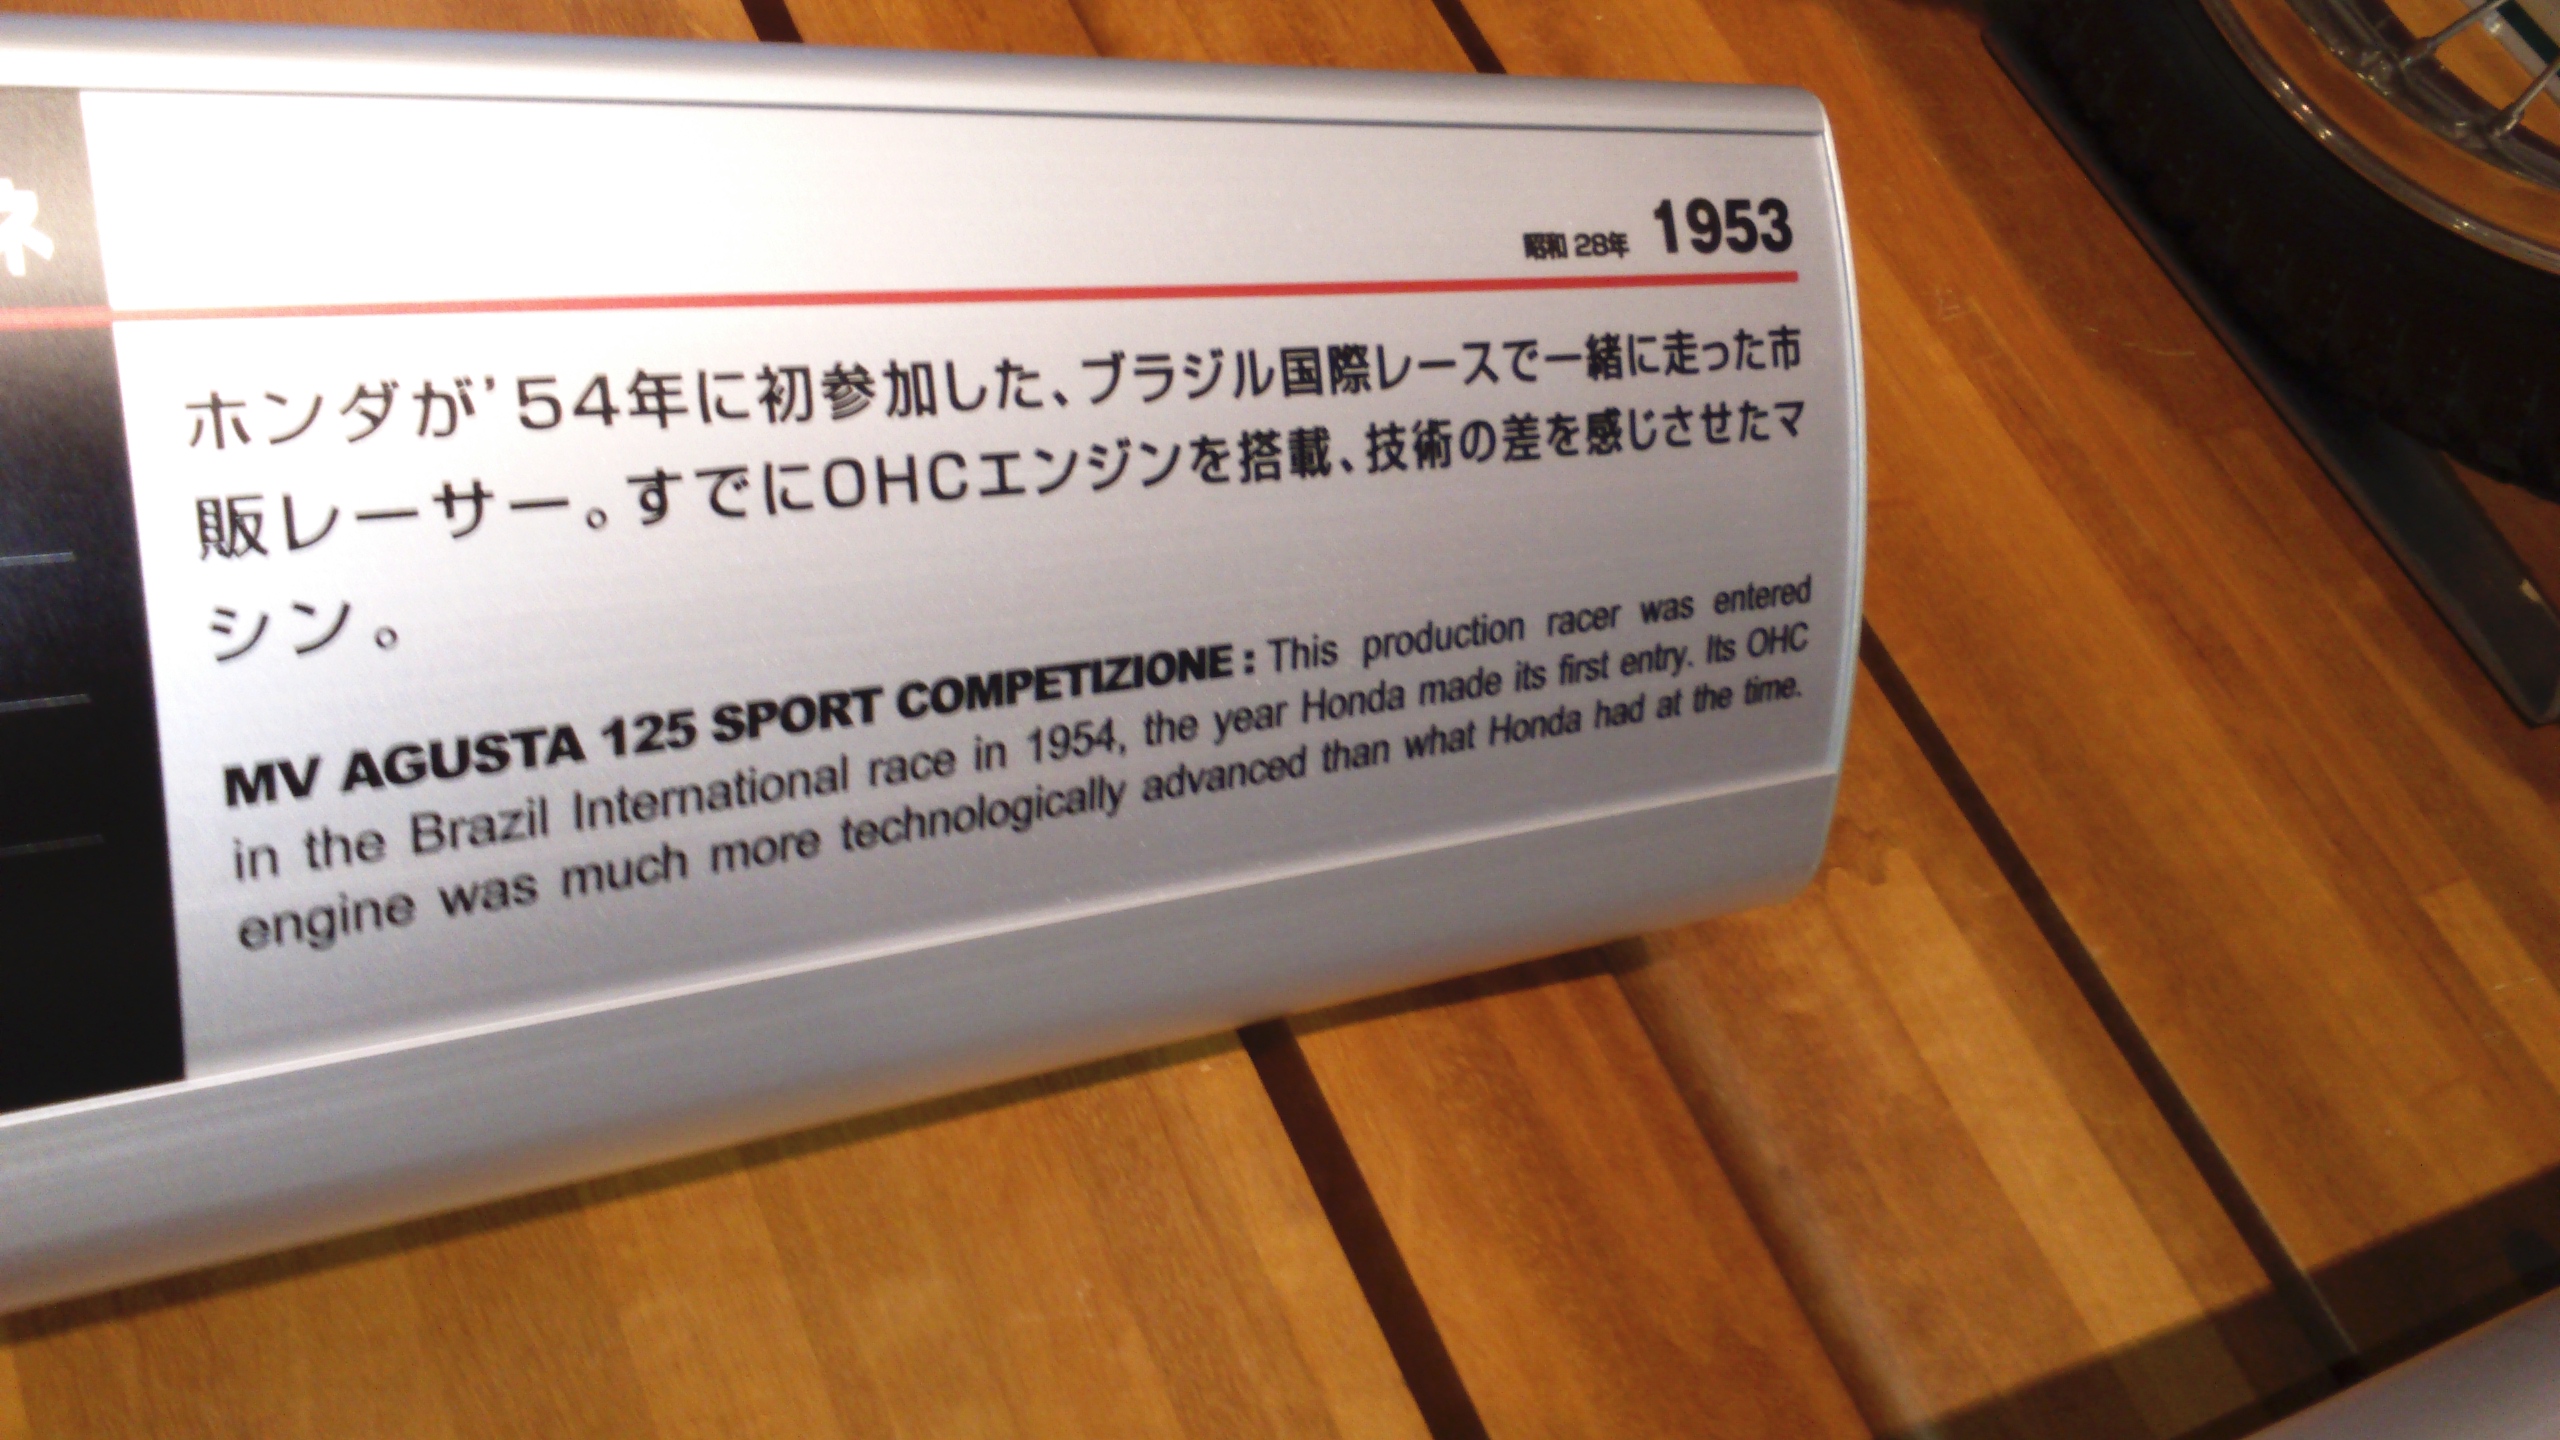 ネ
昭和28年 1953
ホンダが’54年に初参加した、ブラジル国際レースで一緒に走った市
販レーサー。すでにOHCエンジンを搭載、技術の差を感じさせたマ
シン。
MV AGUSTA 125 SPORT COMPETIZIONE : This production racer was entered
in the Brazil International race in 1954, the year Honda made its first entry. Its OHC
engine was much more technologically advanced than what Honda had at the time.